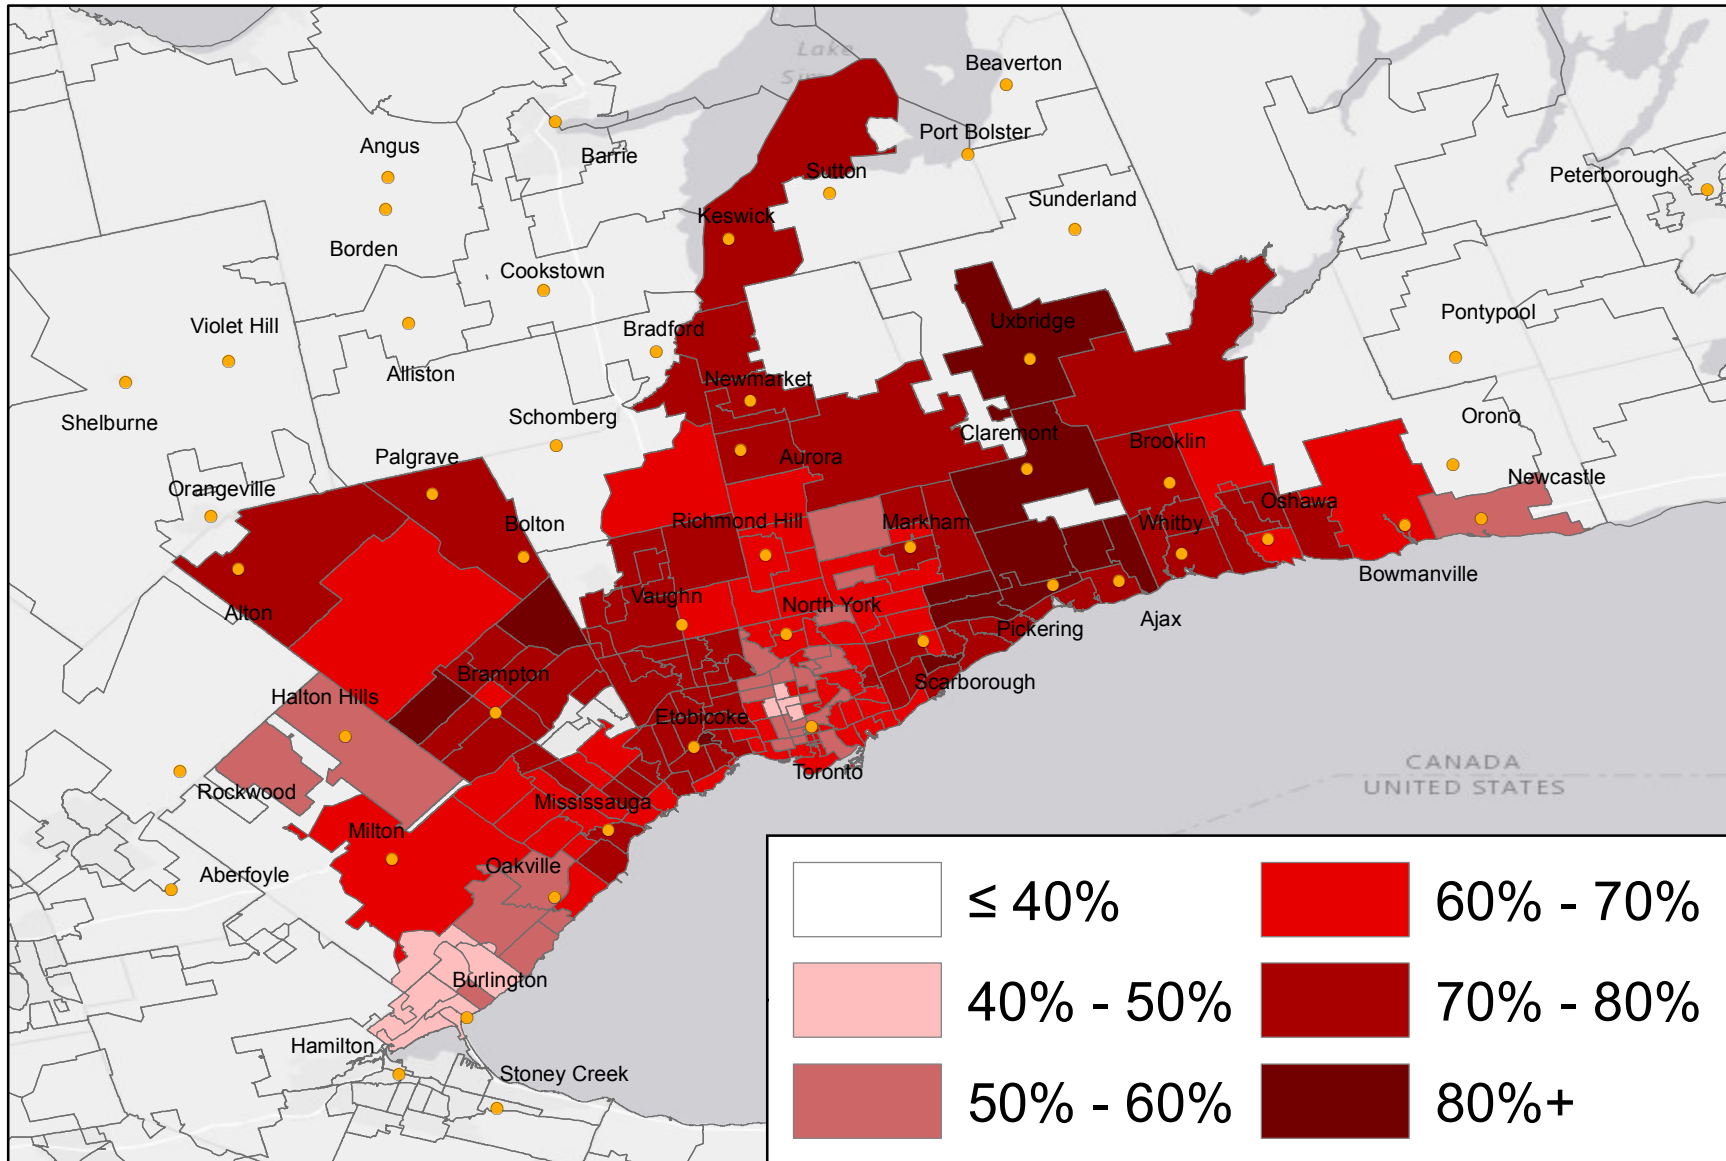 Lake
Beaverton
Port Bolster
Angus
Barrie
Sutton
Peterborough
Keswick
Sunderland
Borden
Cookstown
Violet Hill
Bradford
Uxbridge
Pontypool
Alliston
Newmarket
Shelburne
Schomberg
Orono
Palgrave
Aurora
Claremont
Brooklin
Orangeville
Newcastle
Bolton
Richmond Hill
Markham
Whitby
Oshawa
Bowmanville
Alton
Vaughn
North York
Pickering
Ajax
Brampton
Halton Hills
Scarborough
Etobicoke
Toronto
Rockwood
Mississauga
CANADA
UNITED STATES
Milton
Oakville
Aberfoyle
Burlington
Hamilton
Stoney Creek
≤ 40%
40% - 50%
50% - 60%
60% - 70%
70% - 80%
80%+